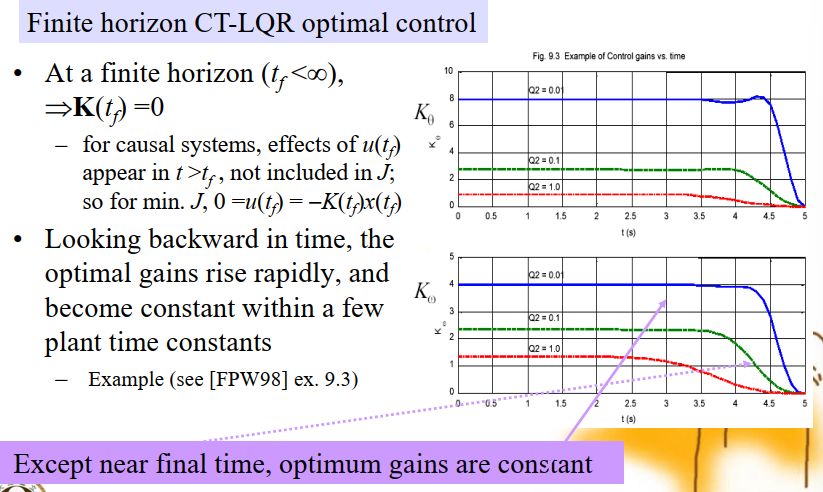 Finite horizon CT-LQR optimal control
• At a finite horizon (t_f<∞),
⇒K(t_f) =0
– for causal systems, effects of u(t_f)
appear in t >t_f, not included in J;
so for min. J, 0 =u(t_f) = –K(t_f)x(t_f)
• Looking backward in time, the
optimal gains rise rapidly, and
become constant within a few
plant time constants
– Example (see [FPW98] ex. 9.3)
Fig. 9.3 Example of Control gains vs. time
K_θ
K_θ
10
8
6
4
2
0
Q2 = 0.01
Q2 = 0.1
Q2 = 1.0
0 0.5 1 1.5 2 2.5 3 3.5 4 4.5 5
t (s)
K_ω
K_ω
5
4
3
2
1
0
Q2 = 0.01
Q2 = 0.1
Q2 = 1.0
0 0.5 1 1.5 2 2.5 3 3.5 4 4.5 5
t (s)
Except near final time, optimum gains are constant